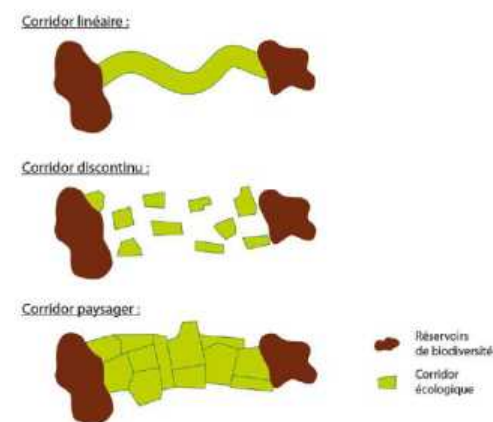 Corridor linéaire :
Corridor discontinu :
Corridor paysager :
Réservoirs
de biodiversité
Corridor
écologique